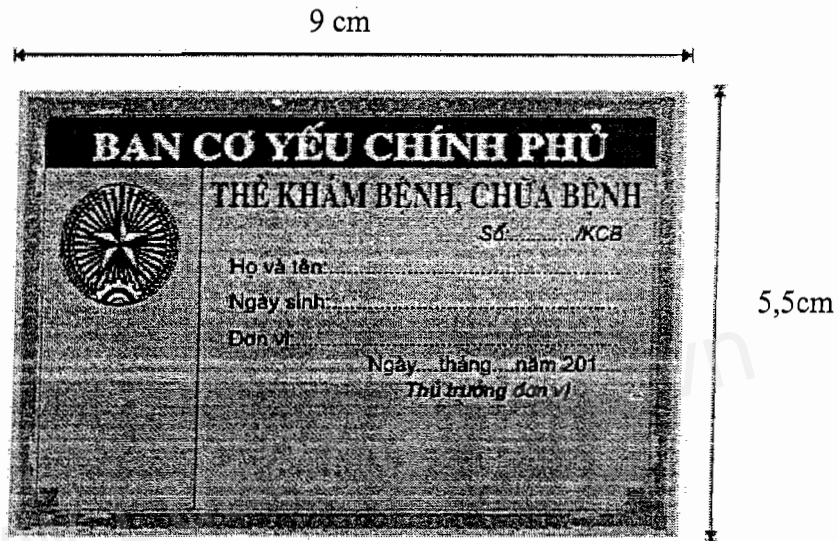 9 cm
BAN CƠ YẾU CHÍNH PHỦ
THẺ KHÁM BỆNH, CHỮA BỆNH
Số:............/KCB
Họ và tên:
Ngày sinh:
Đơn vị:
Ngày....tháng....năm 201....
Thủ trưởng đơn vị
5,5cm
vn